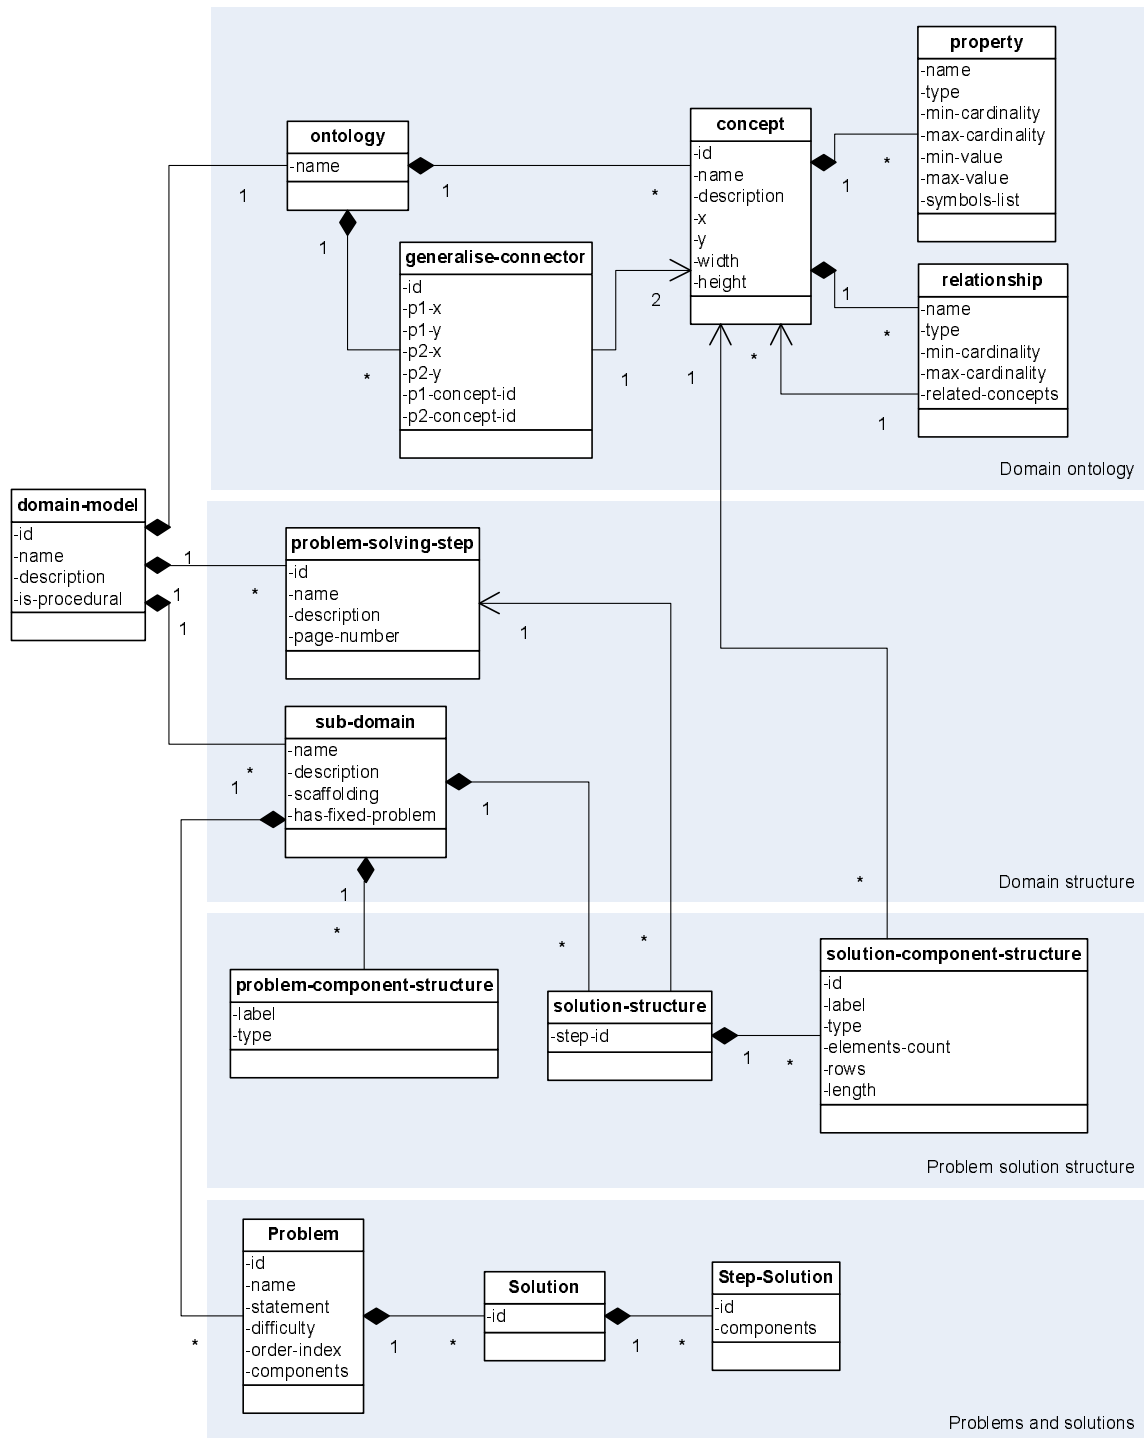 property
-name
-type
-min-cardinality
-max-cardinality
-min-value
-max-value
-symbols-list
concept
-id
-name
-description
-x
-y
-width
-height
ontology
-name
1
1
*
1
*
1
generalise-connector
-id
-p1-x
-p1-y
-p2-x
-p2-y
-p1-concept-id
-p2-concept-id
*
2
1
relationship
-name
-type
-min-cardinality
-max-cardinality
-related-concepts
1
*
*
1
1
Domain ontology
domain-model
-id
-name
-description
-is-procedural
1
1
1
*
problem-solving-step
-id
-name
-description
-page-number
1
sub-domain
-name
-description
-scaffolding
-has-fixed-problem
*
1
1
1
*
Domain structure
*
*
*
problem-component-structure
-label
-type
solution-structure
-step-id
1
*
solution-component-structure
-id
-label
-type
-elements-count
-rows
-length
Problem solution structure
Problem
-id
-name
-statement
-difficulty
-order-index
-components
*
1
*
Solution
-id
1
*
Step-Solution
-id
-components
Problems and solutions